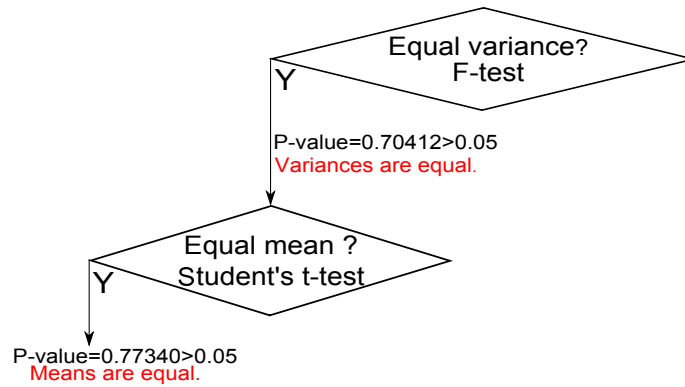 Equal variance?
F-test
Y
P-value=0.70412>0.05
Variances are equal.
Equal mean ?
Student's t-test
Y
P-value=0.77340>0.05
Means are equal.